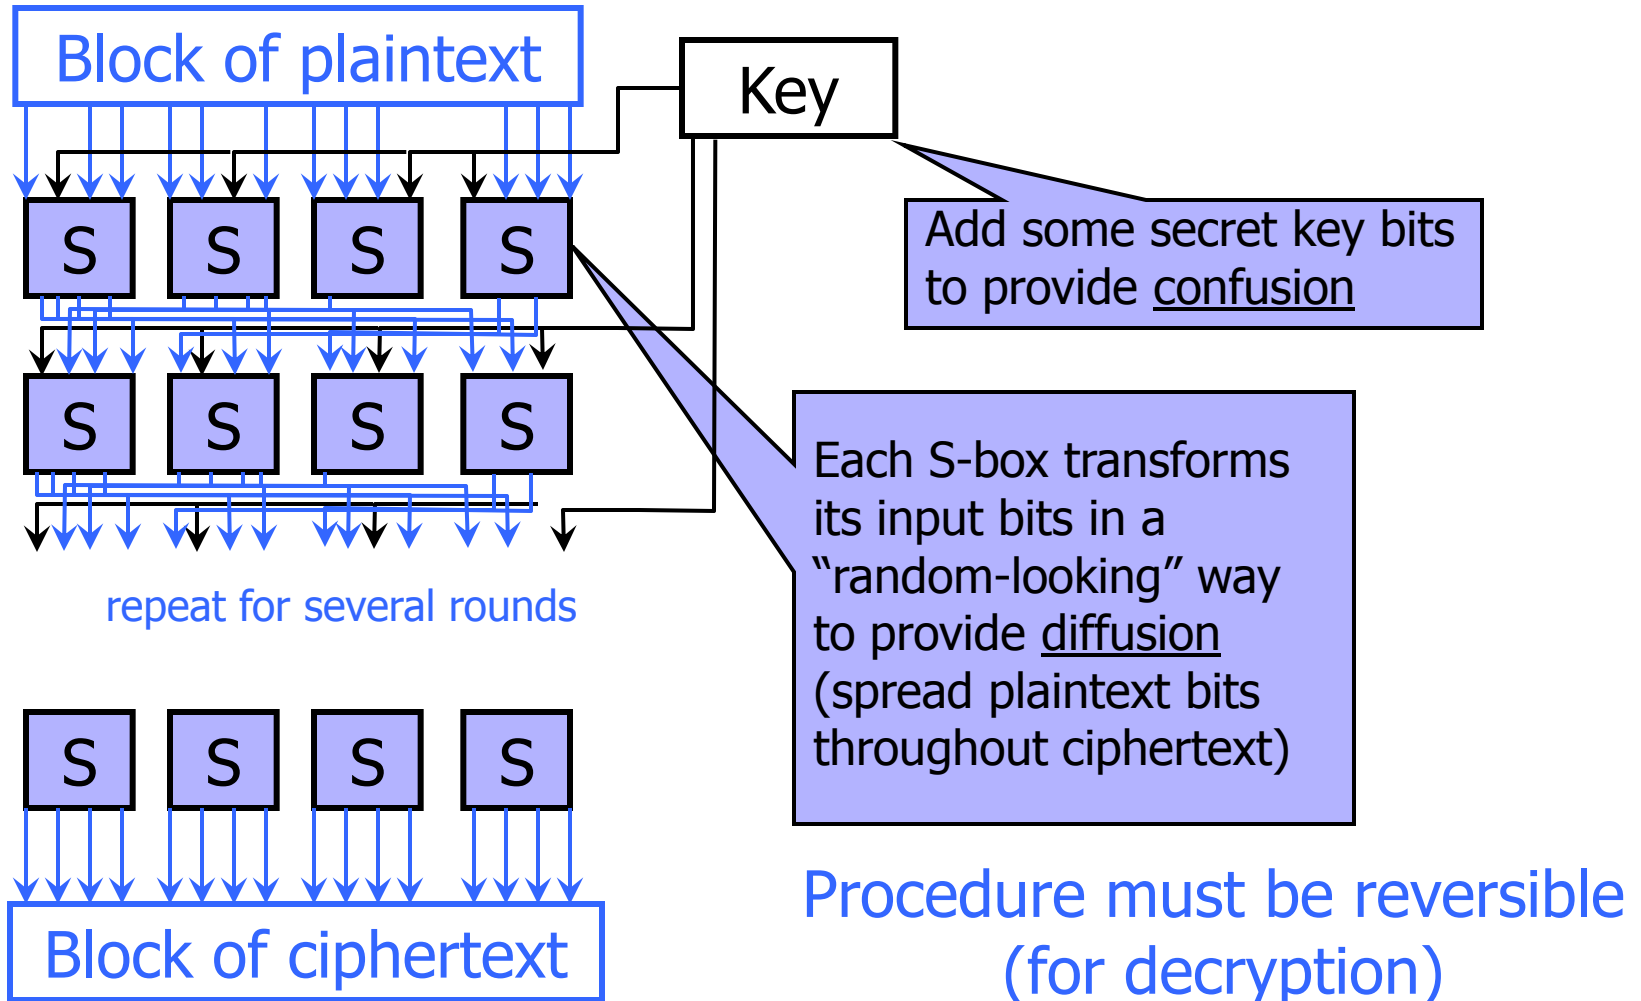 Block of plaintext
Key
Add some secret key bits
to provide confusion
S S S S
S S S S
Each S-box transforms
its input bits in a
“random-looking” way
to provide diffusion
(spread plaintext bits
throughout ciphertext)
repeat for several rounds
S S S S
Block of ciphertext
Procedure must be reversible
(for decryption)